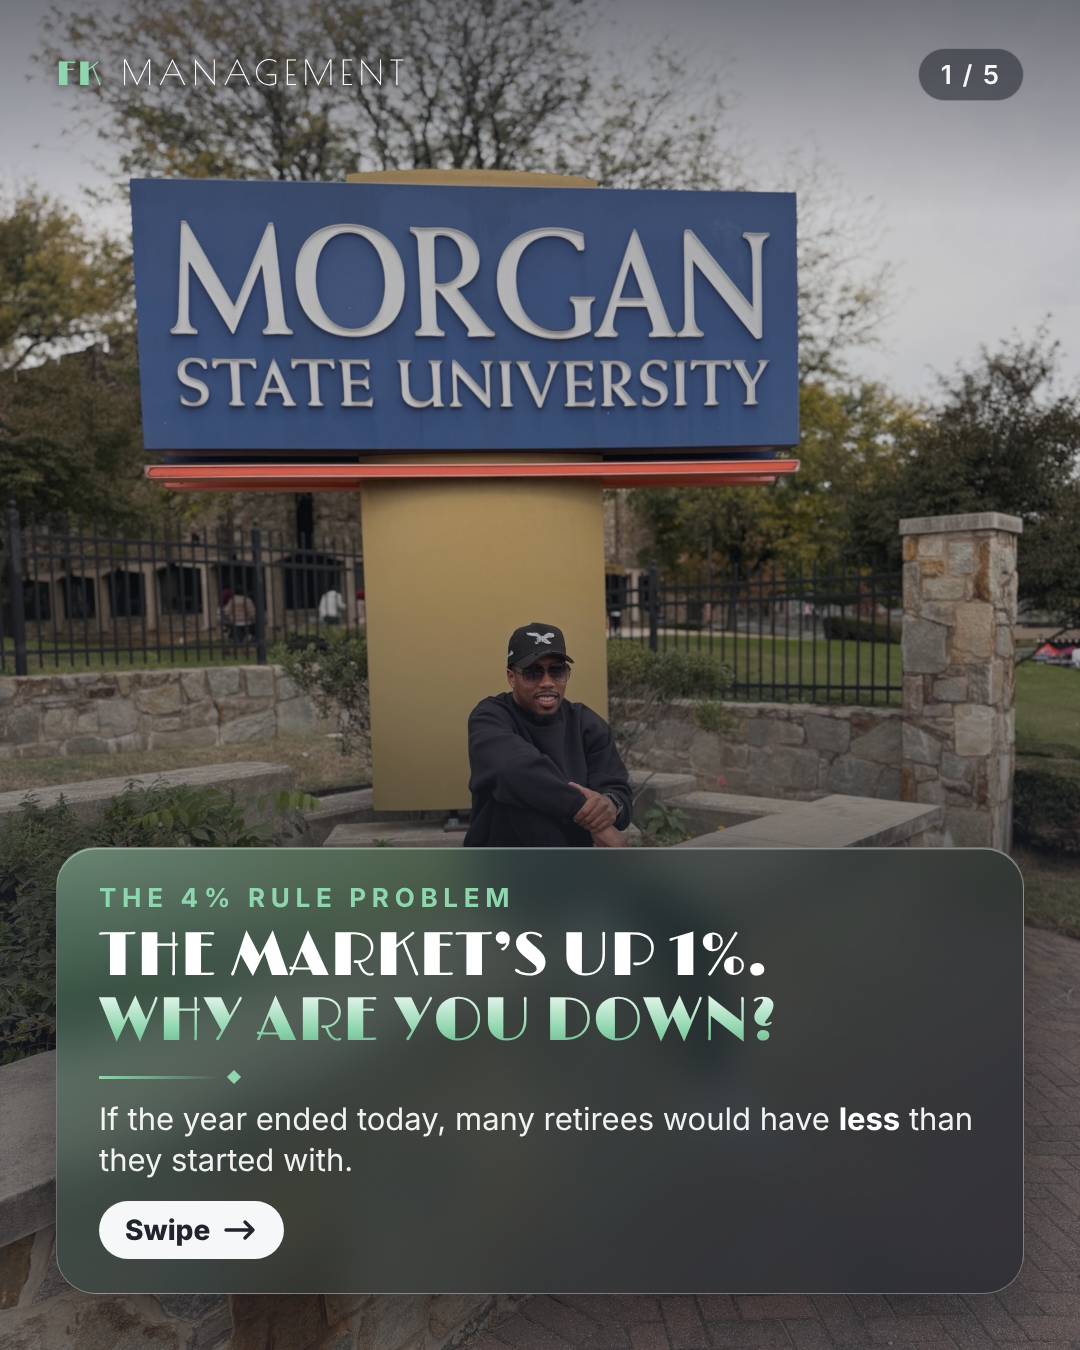 FK MANAGEMENT
1 / 5
MORGAN
STATE UNIVERSITY
THE 4% RULE PROBLEM
THE MARKET’S UP 1%.
WHY ARE YOU DOWN?
If the year ended today, many retirees would have less than
they started with.
Swipe →